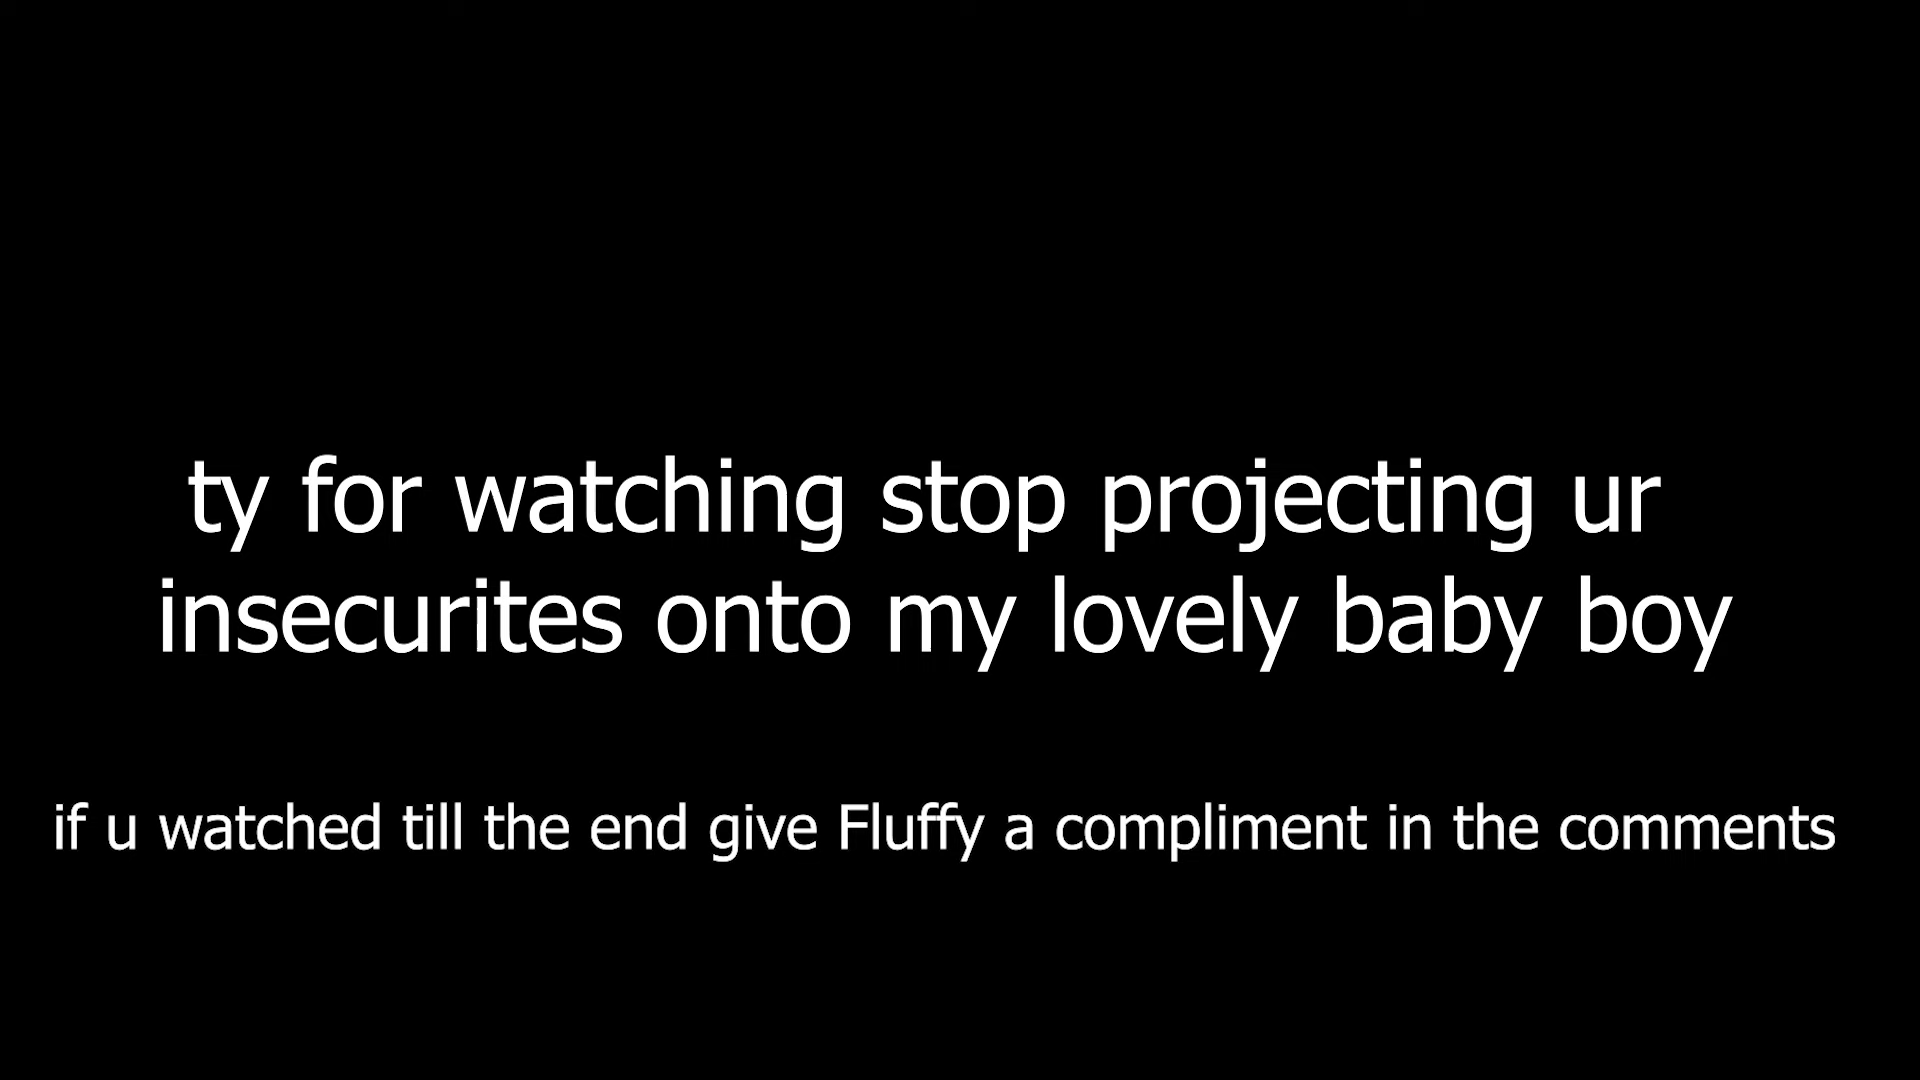 ty for watching stop projecting ur
insecurites onto my lovely baby boy
if u watched till the end give Fluffy a compliment in the comments